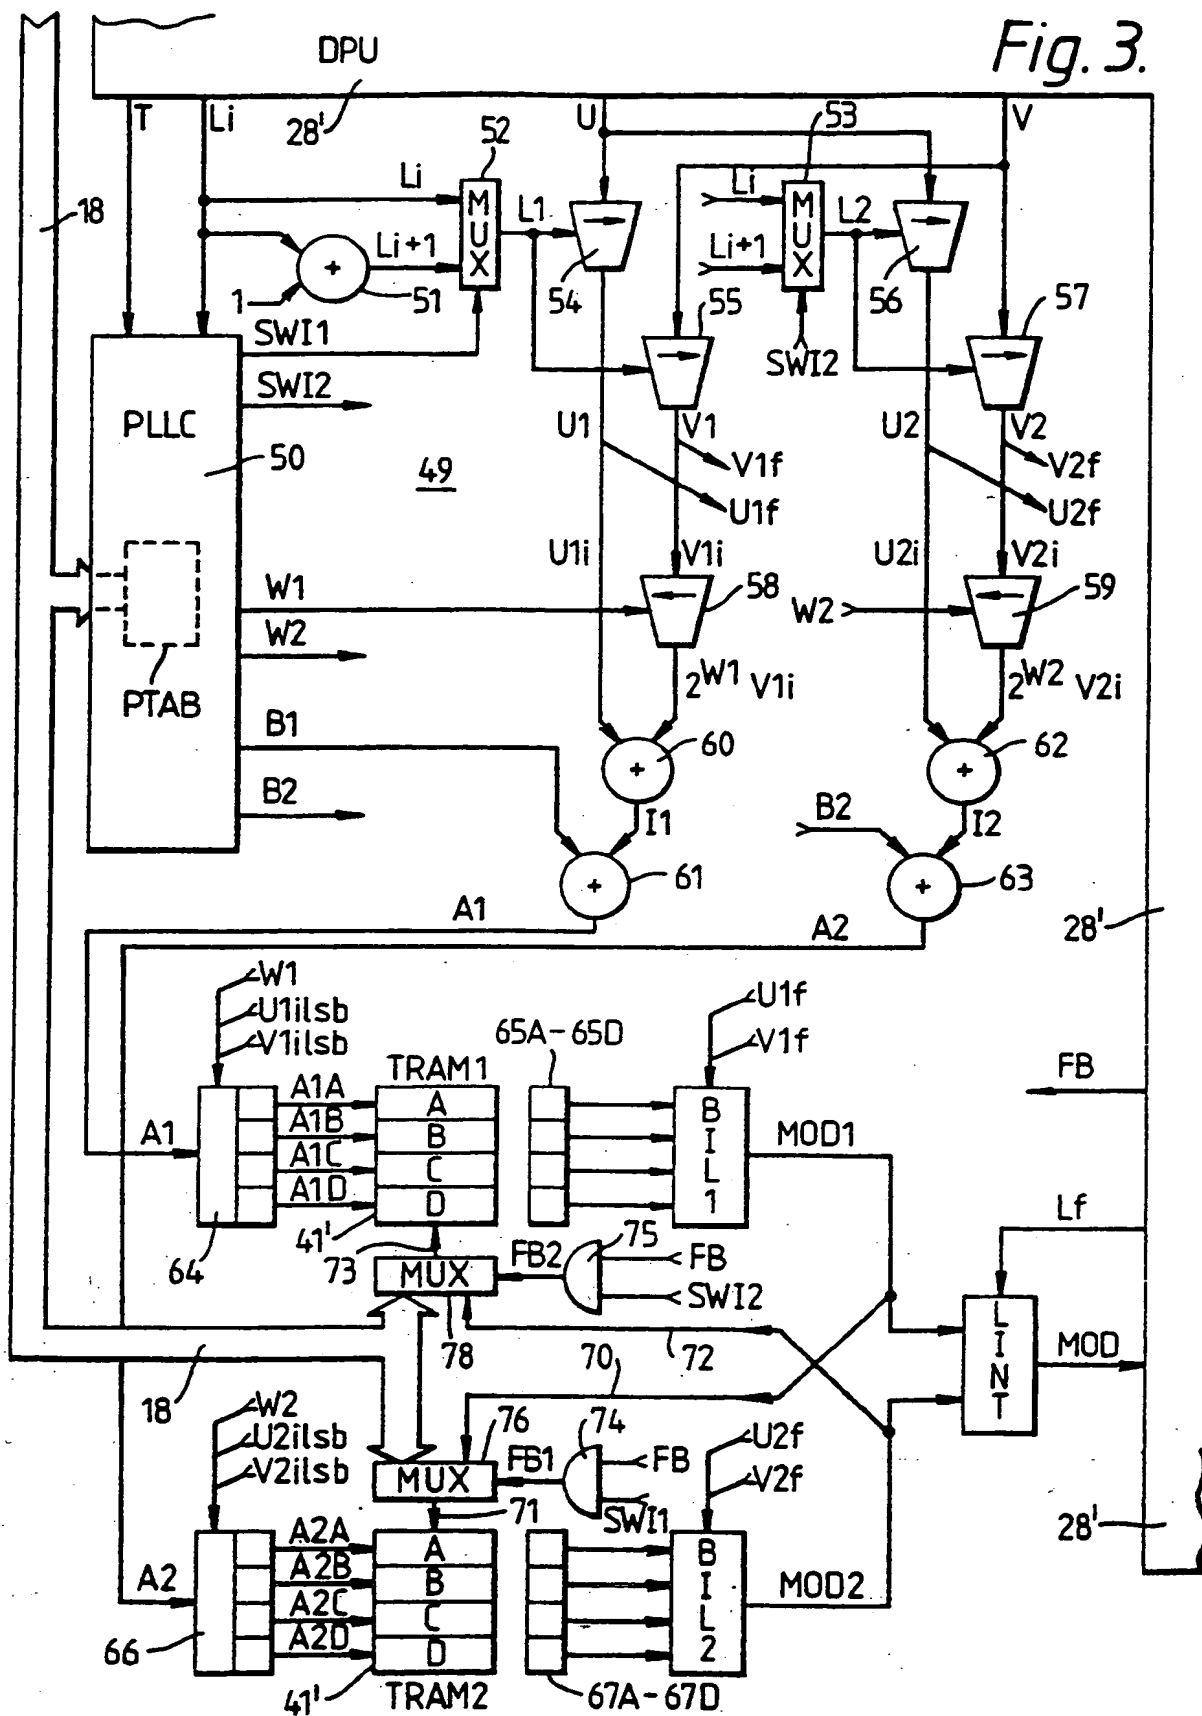 DPU
Fig. 3.
T
Li
28'
U
V
52
53
18
Li
MUX
L1
Li
MUX
L2
Li+1
Li+1
+
1
51
54
56
55
57
SWI1
SWI2
SWI2
PLLC
50
49
U1
V1
V1f
U1f
U2
V2
V2f
U2f
U1i
V1i
U2i
V2i
W1
58
W2
59
W2
PTAB
2W1 V1i
2W2 V2i
B1
60
62
+
+
B2
I1
B2
I2
+
61
+
63
A1
A2
28'
W1
U1ilsb
V1ilsb
U1f
V1f
65A-65D
TRAM1
FB
A1A
A1B
A1C
A1D
A
B
C
D
BIL1
A1
MOD1
41'
64
73
MUX
FB2
75
FB
SWI2
Lf
78
72
LINT
MOD
18
70
W2
U2ilsb
V2ilsb
76
74
MUX
FB1
FB
SWI1
U2f
V2f
71
28'
A2A
A2B
A2C
A2D
A
B
C
D
BIL2
A2
MOD2
66
41'
TRAM2
67A-67D